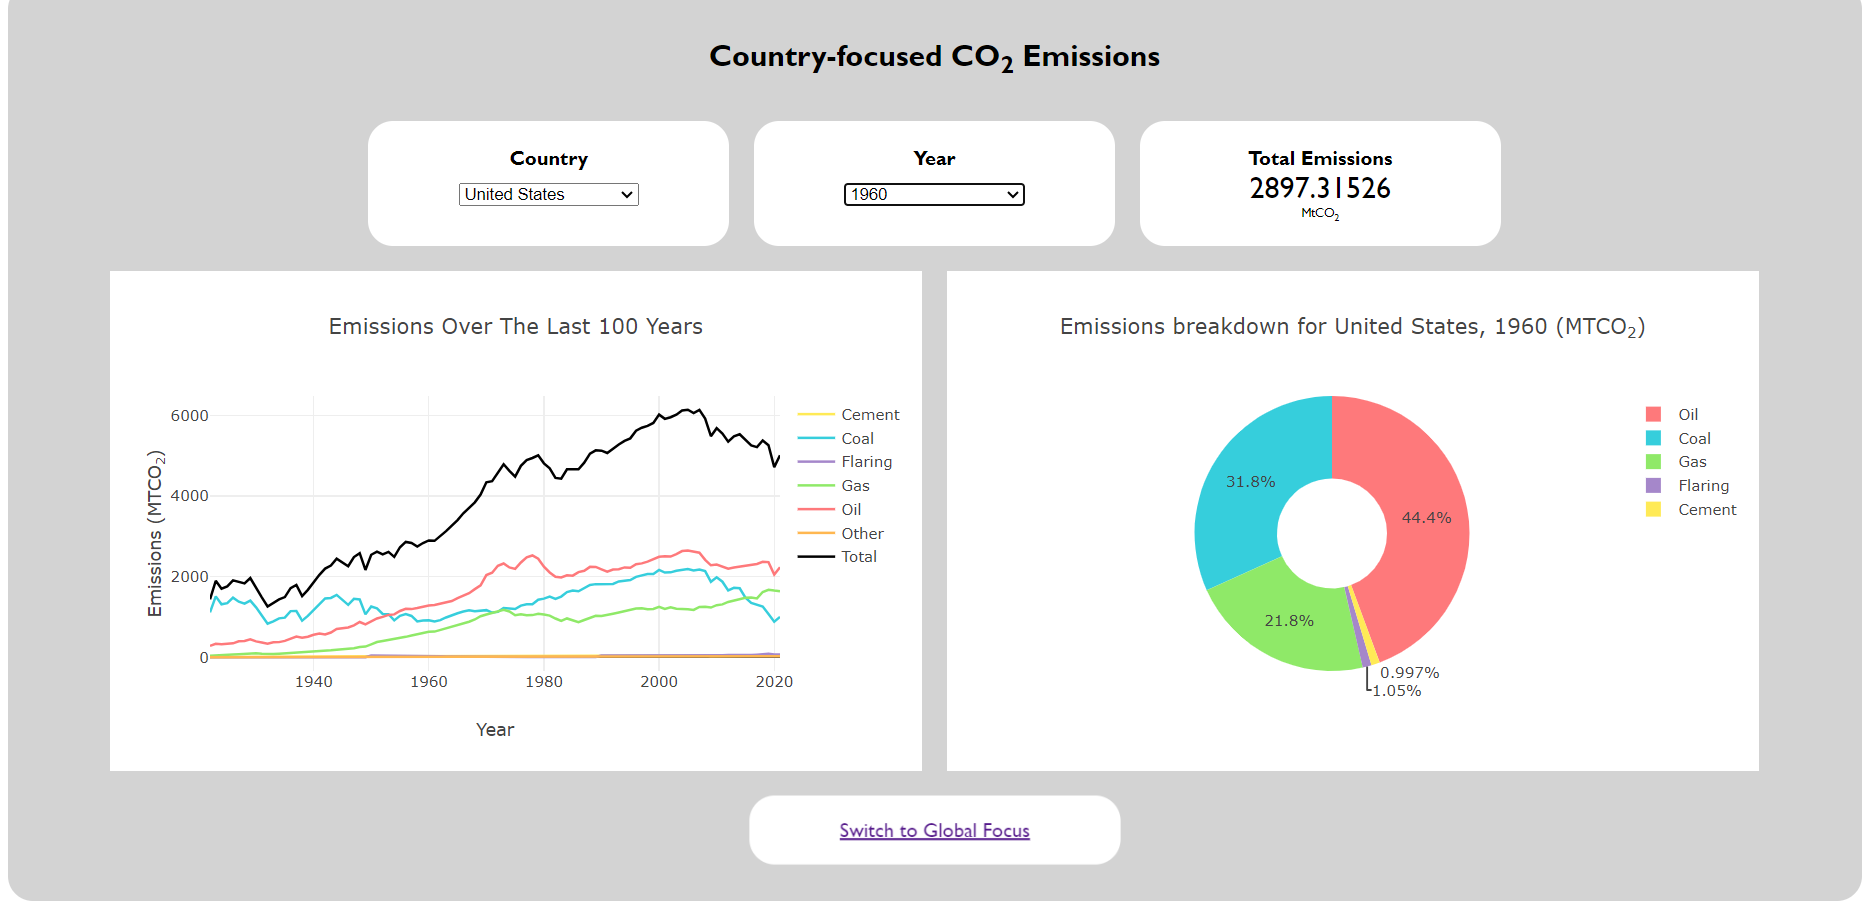 Country-focused CO₂ Emissions
Country
United States
Year
1960
Total Emissions
2897.31526
MtCO₂
Emissions Over The Last 100 Years
Emissions (MTCO₂)
6000
4000
2000
0
1940
1960
1980
2000
2020
Year
Cement
Coal
Flaring
Gas
Oil
Other
Total
Emissions breakdown for United States, 1960 (MTCO₂)
31.8%
44.4%
21.8%
0.997%
1.05%
Oil
Coal
Gas
Flaring
Cement
Switch to Global Focus